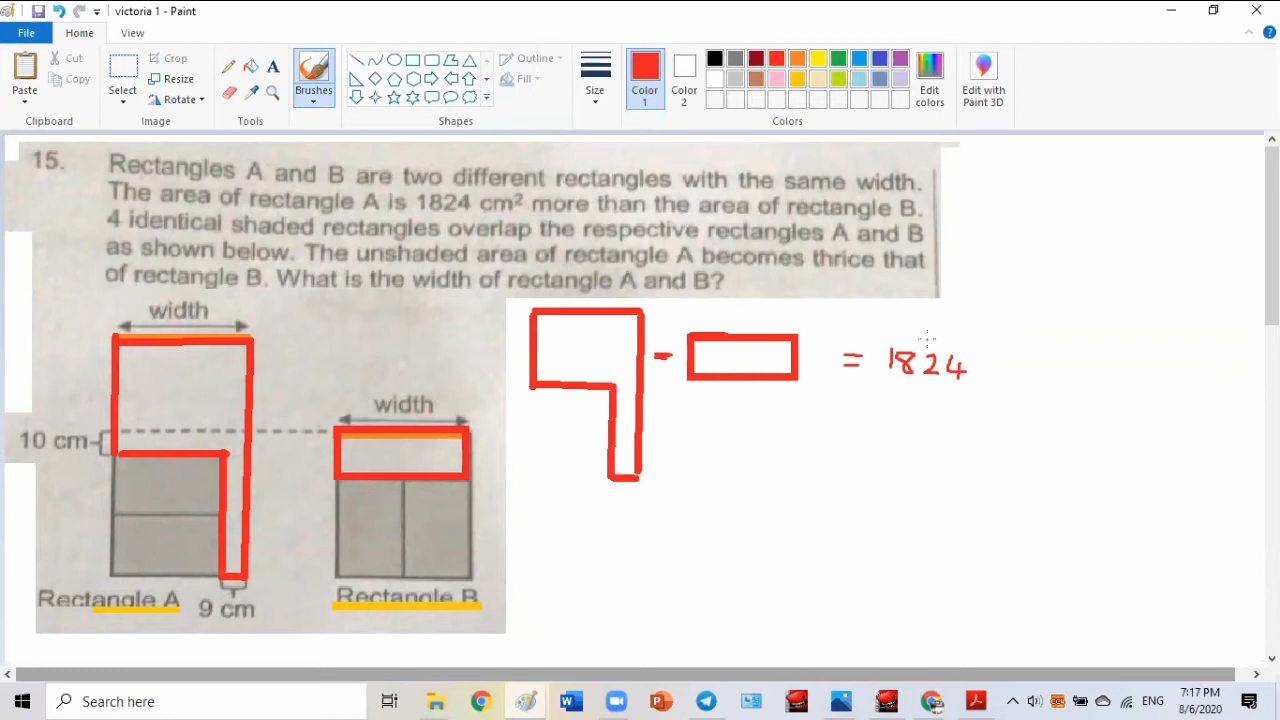 victoria 1 - Paint
File Home View
Paste Cut Copy Select Crop Resize Rotate Brushes Outline Fill Size Color 1 Color 2 Edit colors Edit with Paint 3D
Clipboard Image Tools Shapes Colors
15. Rectangles A and B are two different rectangles with the same width.
The area of rectangle A is 1824 cm² more than the area of rectangle B.
4 identical shaded rectangles overlap the respective rectangles A and B
as shown below. The unshaded area of rectangle A becomes thrice that
of rectangle B. What is the width of rectangle A and B?
width
- = 1824
width
10 cm
Rectangle A
9 cm
Rectangle B
Type here to search
ENG
7:17 PM
8/6/2020